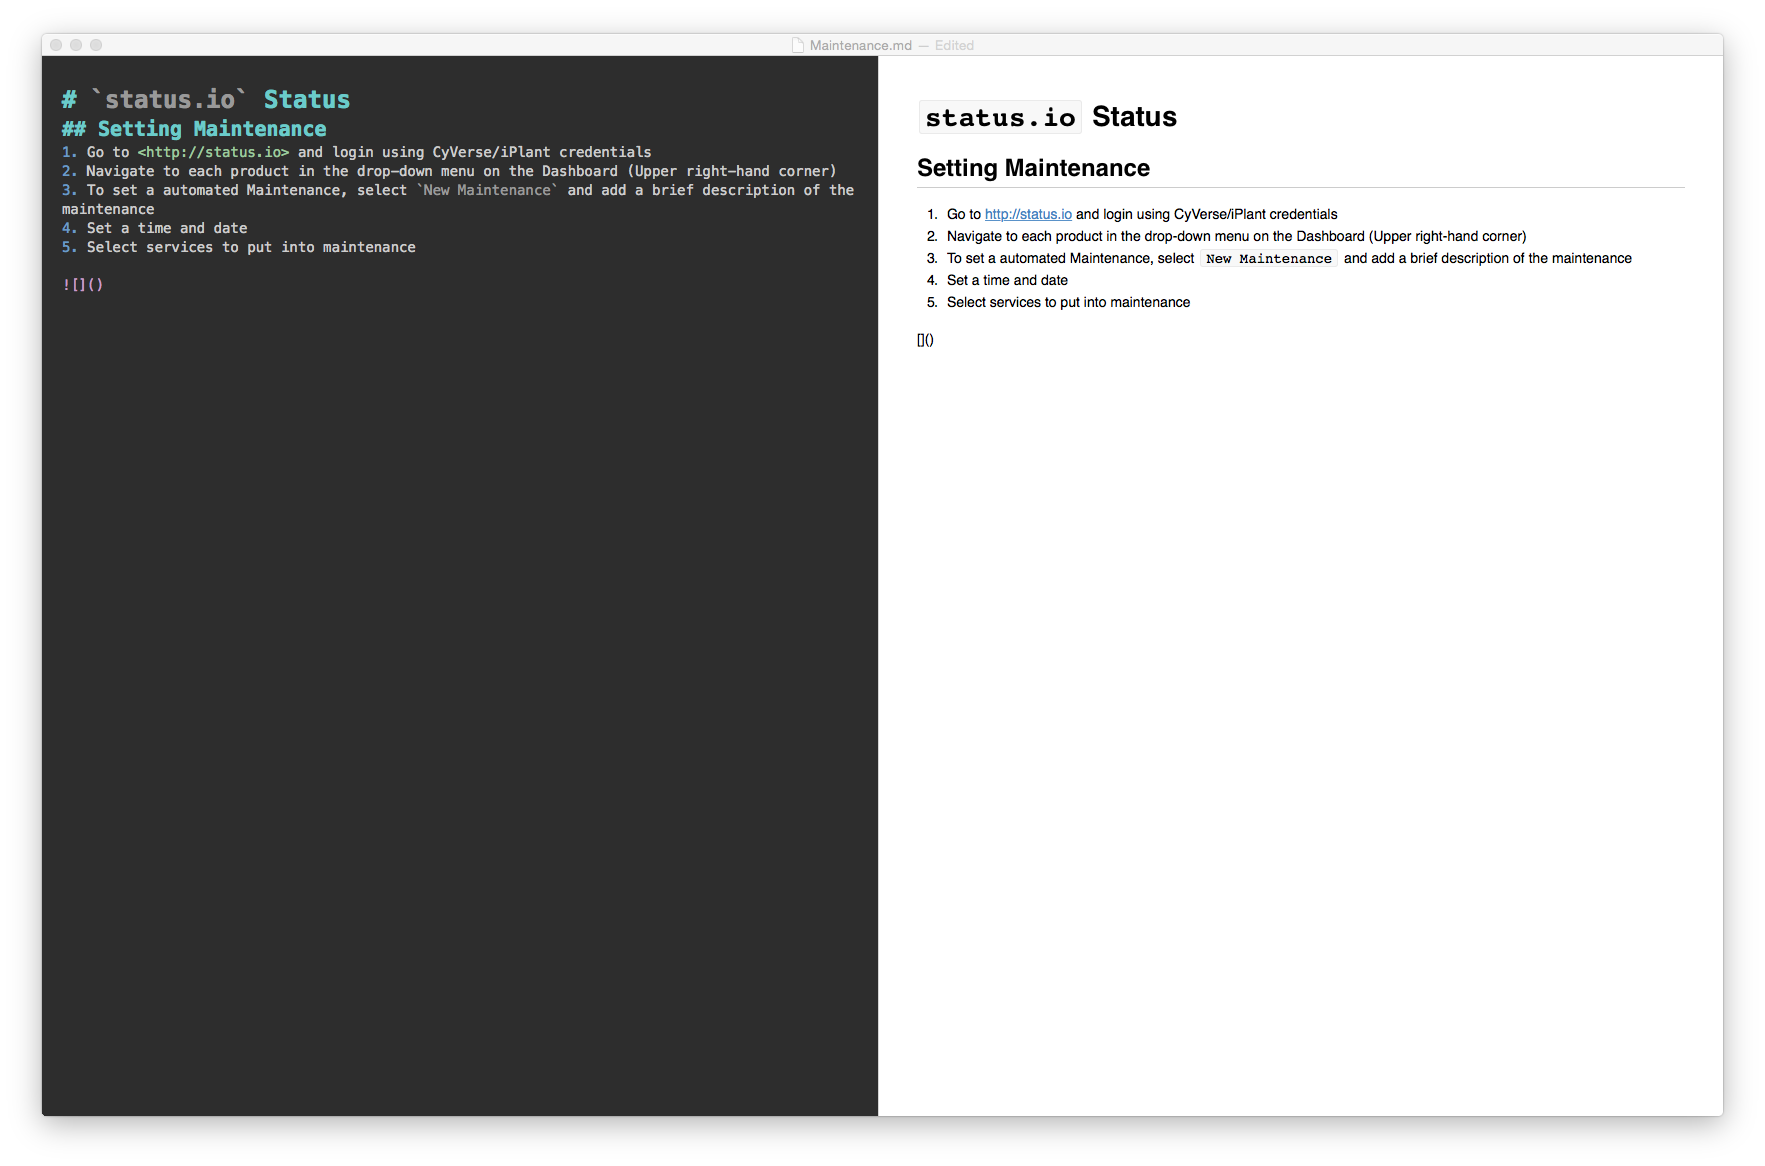 Maintenance.md — Edited
# `status.io` Status
## Setting Maintenance
1. Go to <http://status.io> and login using CyVerse/iPlant credentials
2. Navigate to each product in the drop-down menu on the Dashboard (Upper right-hand corner)
3. To set a automated Maintenance, select `New Maintenance` and add a brief description of the
maintenance
4. Set a time and date
5. Select services to put into maintenance
![]()
status.io Status
Setting Maintenance
1. Go to http://status.io and login using CyVerse/iPlant credentials
2. Navigate to each product in the drop-down menu on the Dashboard (Upper right-hand corner)
3. To set a automated Maintenance, select New Maintenance and add a brief description of the maintenance
4. Set a time and date
5. Select services to put into maintenance
[]()